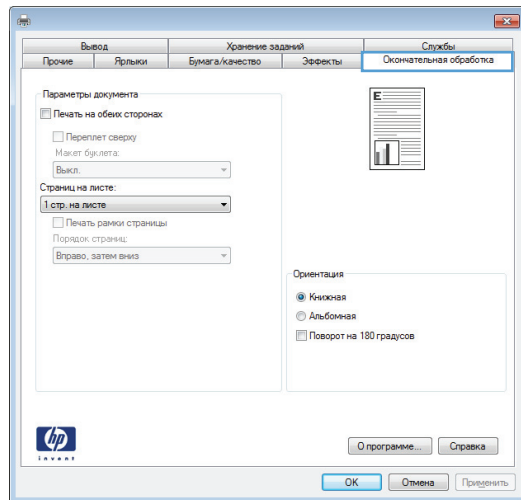 Вывод Хранение заданий Службы
Прочие Ярлыки Бумага/качество Эффекты Окончательная обработка
Параметры документа
Печать на обеих сторонах
Переплет сверху
Макет буклета:
Выкл.
Страниц на листе:
1 стр. на листе
Печать рамки страницы
Порядок страниц:
Вправо, затем вниз
E
Ориентация
Книжная
Альбомная
Поворот на 180 градусов
hp
invent
О программе... Справка
OK Отмена Применить